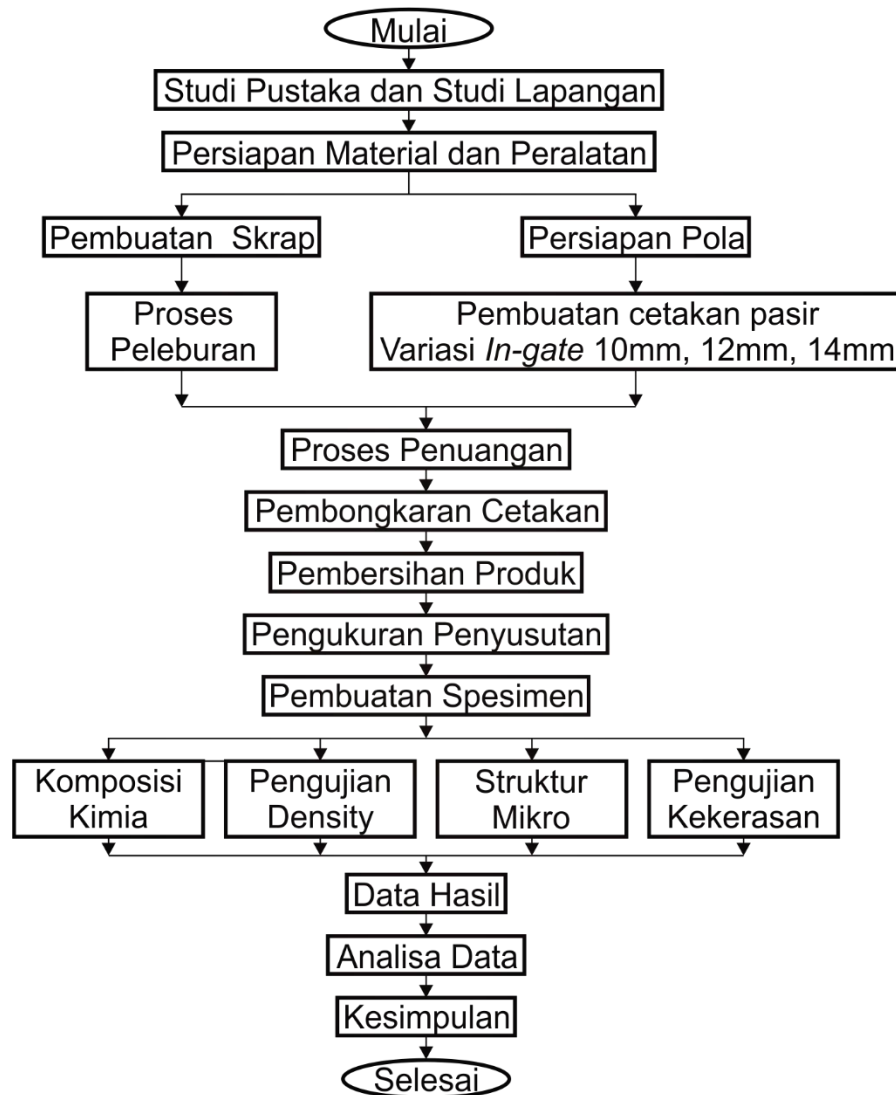 Mulai
Studi Pustaka dan Studi Lapangan
Persiapan Material dan Peralatan
Pembuatan Skrap
Persiapan Pola
Proses
Peleburan
Pembuatan cetakan pasir
Variasi In-gate 10mm, 12mm, 14mm
Proses Penuangan
Pembongkaran Cetakan
Pembersihan Produk
Pengukuran Penyusutan
Pembuatan Spesimen
Komposisi
Kimia
Pengujian
Density
Struktur
Mikro
Pengujian
Kekerasan
Data Hasil
Analisa Data
Kesimpulan
Selesai